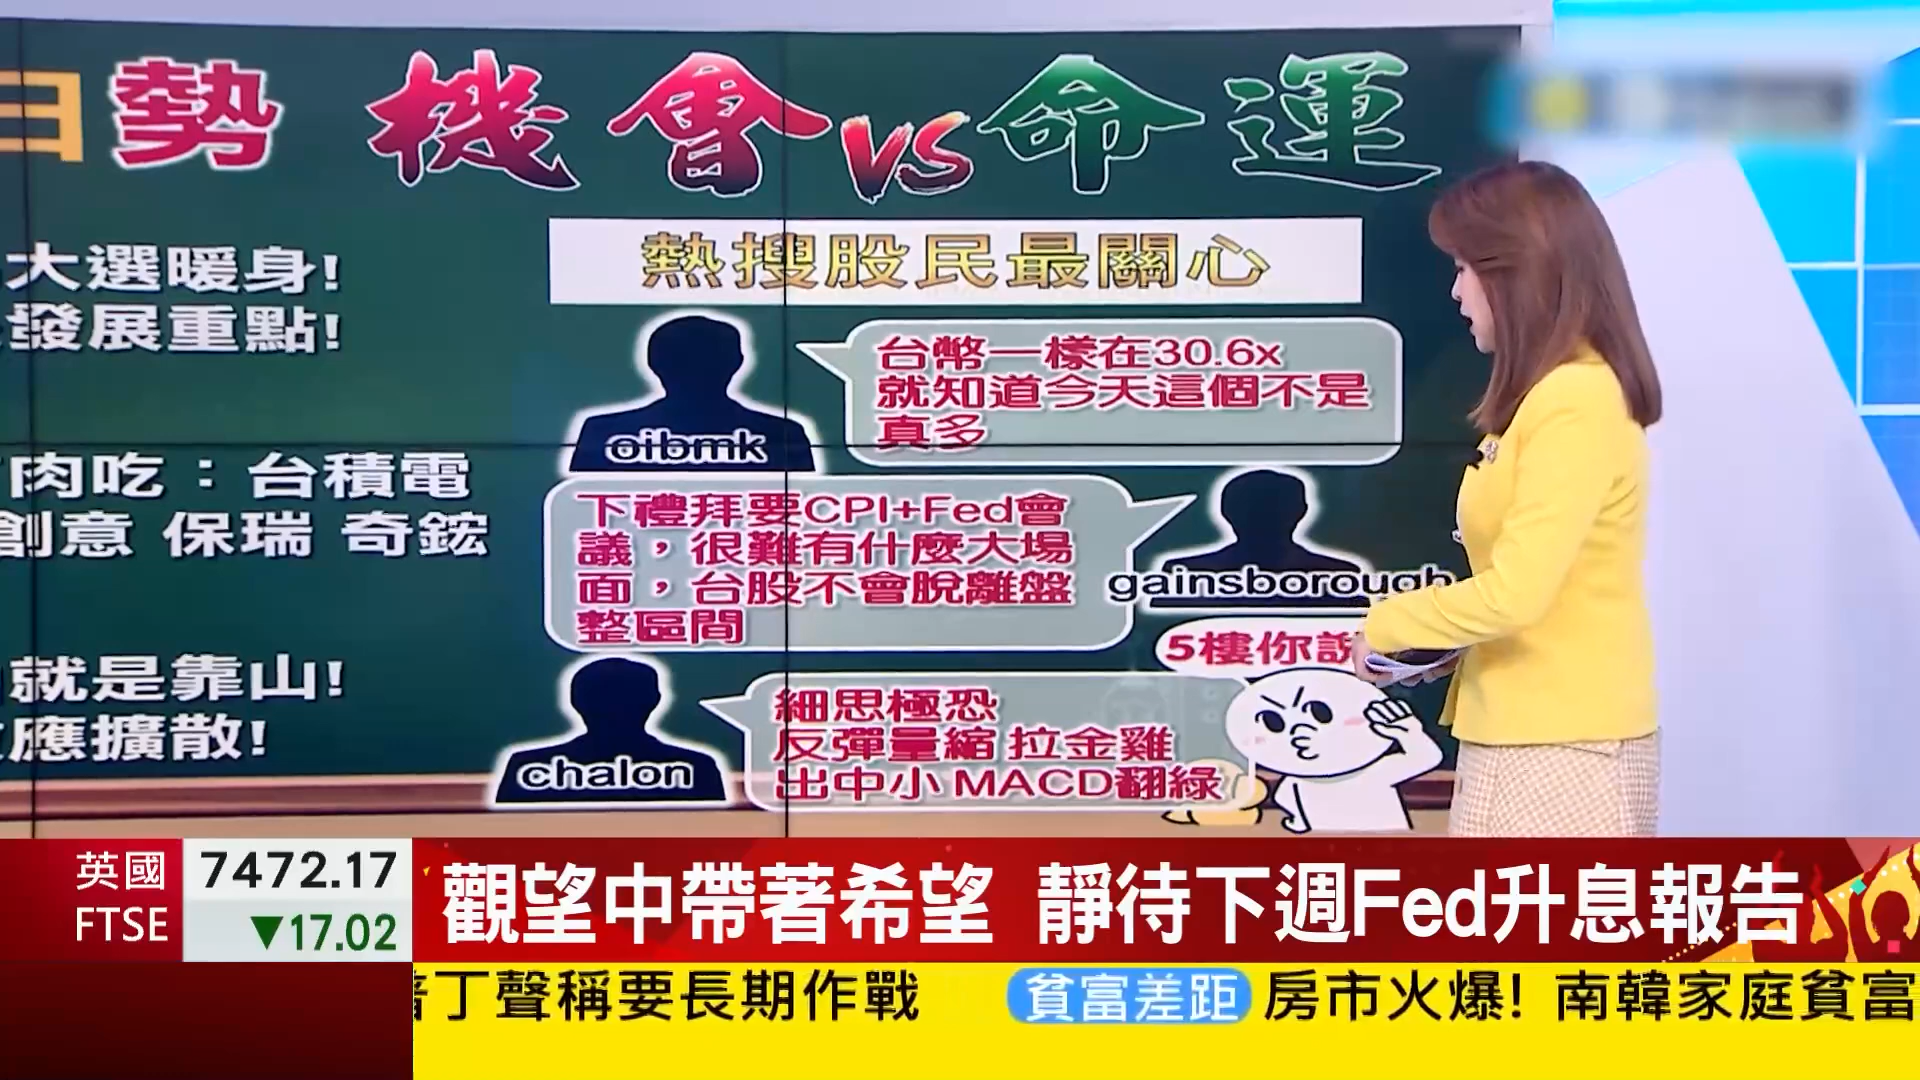 勢 機會vs命運
大選暖身!
發展重點!
肉吃：台積電
創意 保瑞 奇鋐
就是靠山!
應擴散!
熱搜股民最關心
台幣一樣在30.6x
就知道今天這個不是
真多
oibmk
下禮拜要CPI+Fed會
議，很難有什麼大場
面，台股不會脫離盤
整區間
gainsborough
5樓你說
細思極恐
反彈量縮 拉金雞
出中小 MACD翻綠
chalon
英國
FTSE
7472.17
▼17.02
觀望中帶著希望 靜待下週Fed升息報告
普丁聲稱要長期作戰
貧富差距 房市火爆! 南韓家庭貧富